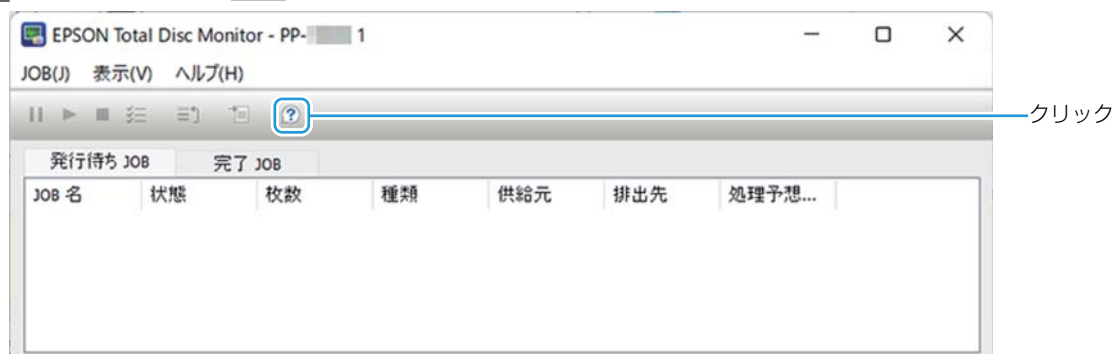 EPSON Total Disc Monitor - PP- 1
JOB(J) 表示(V) ヘルプ(H)
クリック
発行待ち JOB 完了 JOB
JOB 名 状態 枚数 種類 供給元 排出先 処理予想...